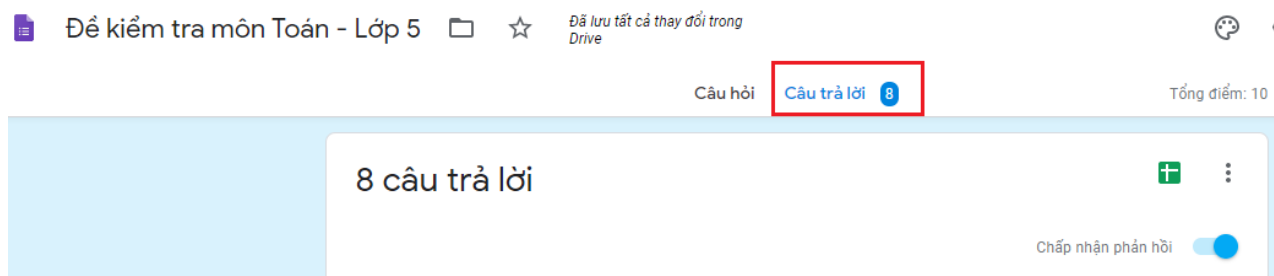 Đề kiểm tra môn Toán - Lớp 5
Đã lưu tất cả thay đổi trong
Drive
Câu hỏi
Câu trả lời 8
Tổng điểm: 10
8 câu trả lời
Chấp nhận phản hồi